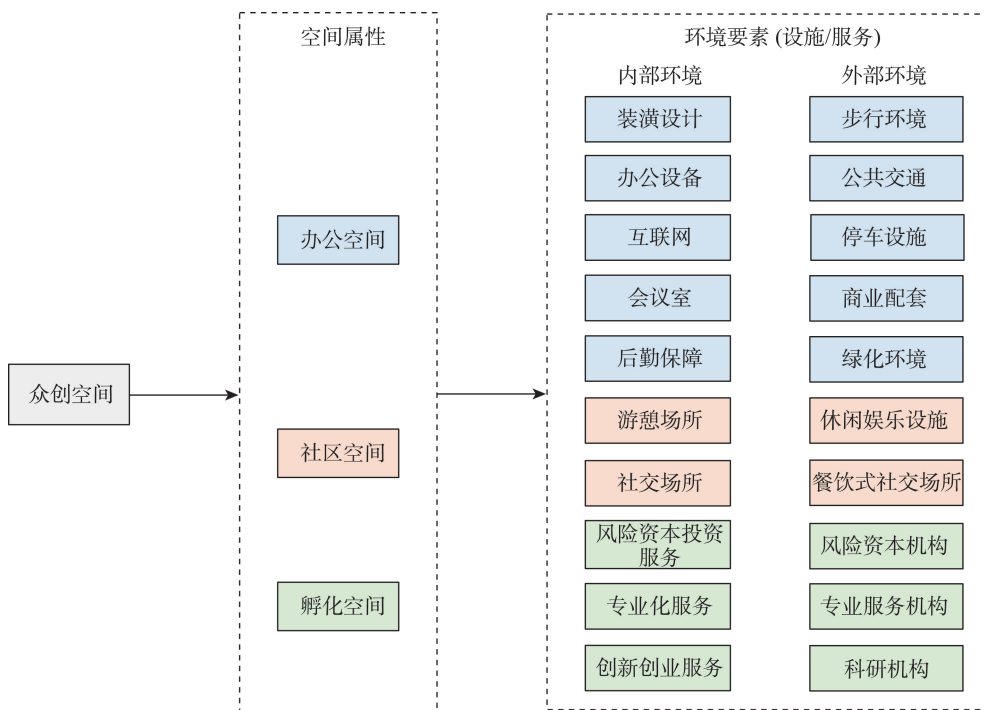 空间属性
环境要素 (设施/服务)
内部环境
外部环境
装潢设计
步行环境
办公设备
公共交通
办公空间
互联网
停车设施
会议室
商业配套
后勤保障
绿化环境
众创空间
游憩场所
休闲娱乐设施
社区空间
社交场所
餐饮式社交场所
风险资本投资
服务
风险资本机构
孵化空间
专业化服务
专业服务机构
创新创业服务
科研机构